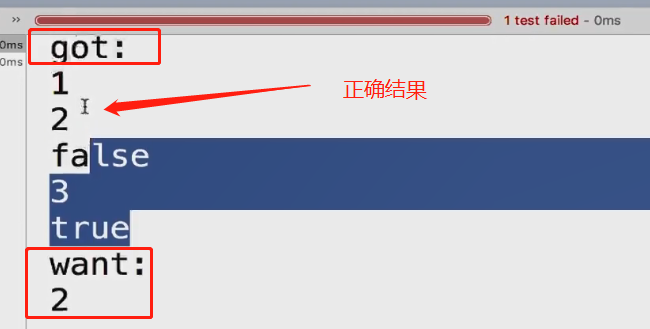 »
1 test failed - 0ms
0ms
0ms
got:
1
2
正确结果
false
3
true
want:
2